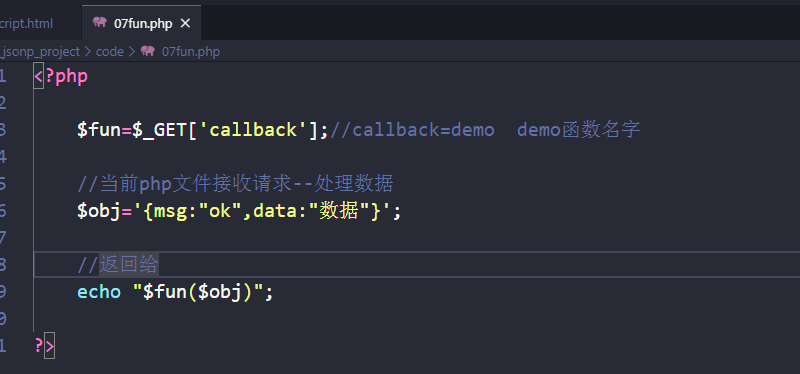 cript.html
07fun.php
_jsonp_project > code > 07fun.php
1 <?php
2
3 $fun=$_GET['callback'];//callback=demo  demo函数名字
4
5 //当前php文件接收请求--处理数据
6 $obj='{msg:"ok",data:"数据"}';
7
8 //返回给
9 echo "$fun($obj)";
0
1 ?>